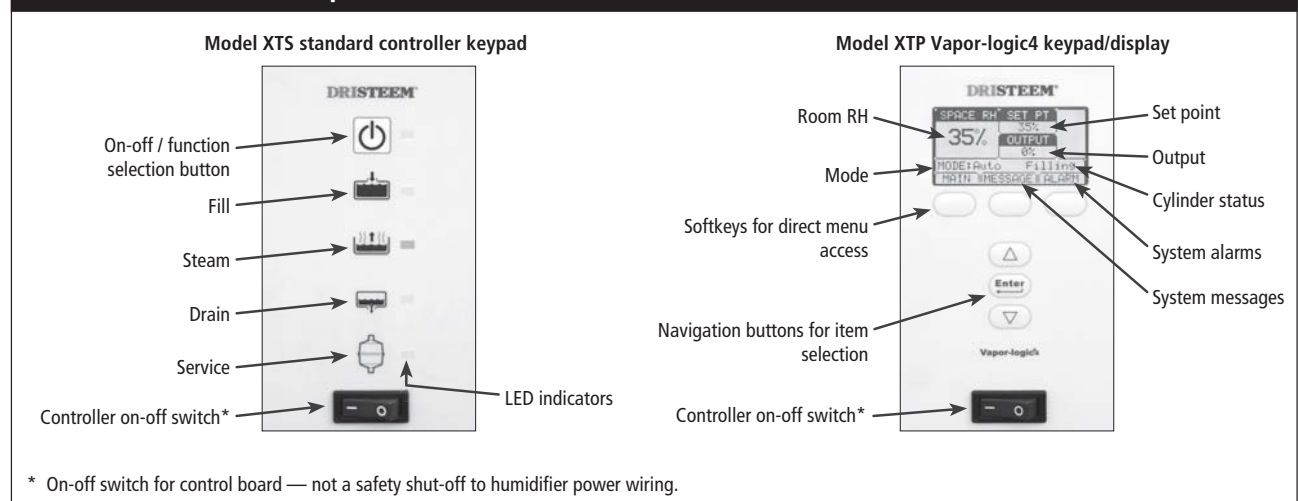 Model XTS standard controller keypad
DRISTEEM
On-off / function
selection button
Fill
Steam
Drain
Service
LED indicators
Controller on-off switch*
Model XTP Vapor-logic4 keypad/display
DRISTEEM
SPACE RH SET PT
35%
35%
OUTPUT
0%
MODE:Auto Filling
MAIN MESSAGE ALARM
Room RH
Mode
Softkeys for direct menu
access
Set point
Output
Cylinder status
System alarms
System messages
Enter
Navigation buttons for item
selection
Vapor-logic4
Controller on-off switch*
* On-off switch for control board — not a safety shut-off to humidifier power wiring.